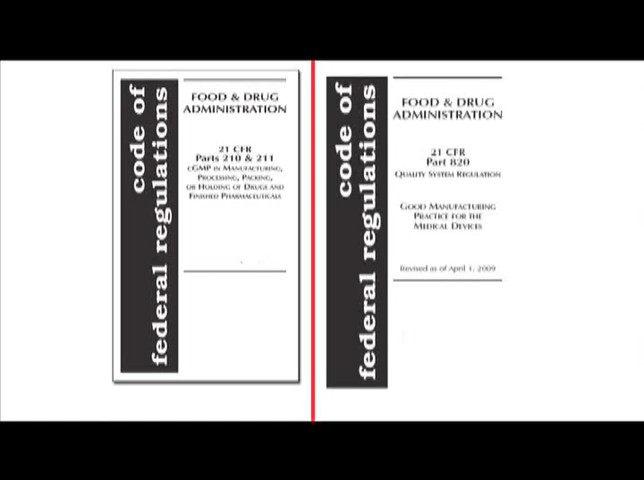 code of
federal regulations
FOOD & DRUG
ADMINISTRATION
21 CFR
Parts 210 & 211
cGMP in Manufacturing,
Processing, Packing,
or Holding of Drugs and
Finished Pharmaceuticals
code of
federal regulations
FOOD & DRUG
ADMINISTRATION
21 CFR
Part 820
Quality System Regulation
Good Manufacturing
Practice for the
Medical Devices
Revised as of April 1, 2009